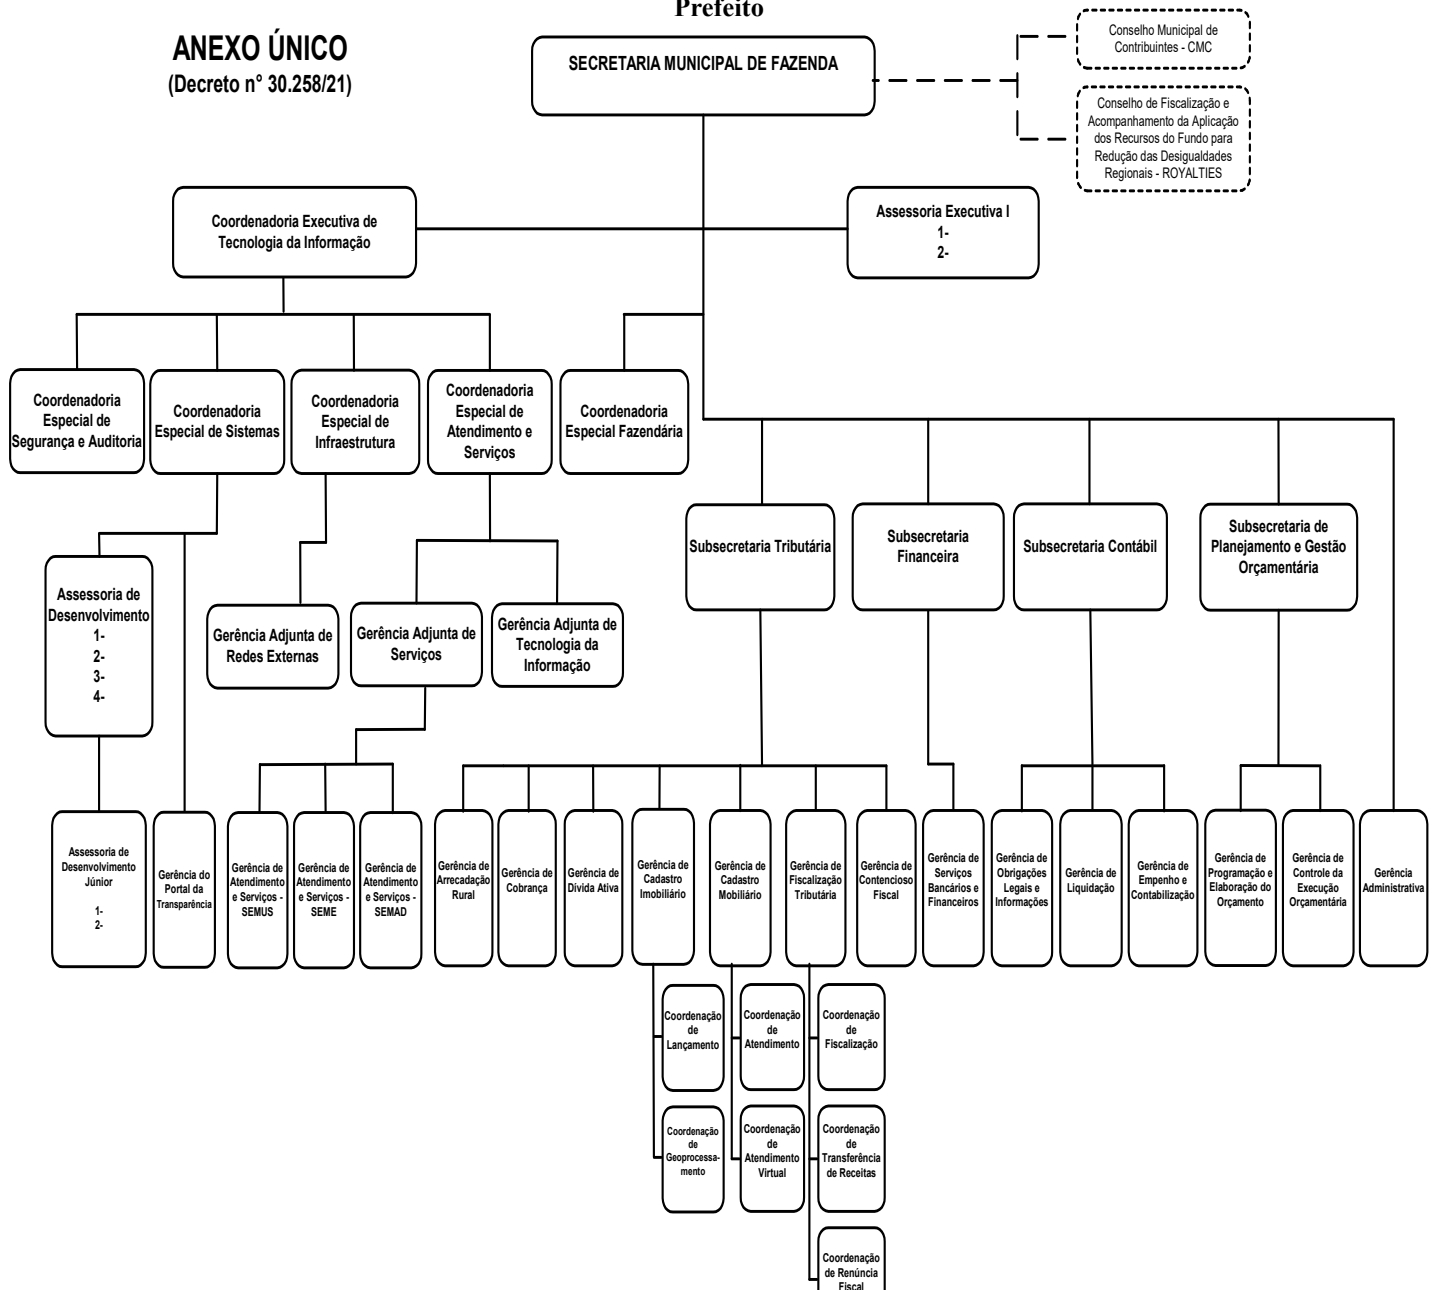 Prefeito
ANEXO ÚNICO
(Decreto n° 30.258/21)
SECRETARIA MUNICIPAL DE FAZENDA
Conselho Municipal de
Contribuintes - CMC
Conselho de Fiscalização e
Acompanhamento da Aplicação
dos Recursos do Fundo para
Redução das Desigualdades
Regionais - ROYALTIES
Coordenadoria Executiva de
Tecnologia da Informação
Assessoria Executiva I
1-
2-
Coordenadoria
Especial de
Segurança e Auditoria
Coordenadoria
Especial de Sistemas
Coordenadoria
Especial de
Infraestrutura
Coordenadoria
Especial de
Atendimento e
Serviços
Coordenadoria
Especial Fazendária
Subsecretaria Tributária
Subsecretaria
Financeira
Subsecretaria Contábil
Subsecretaria de
Planejamento e Gestão
Orçamentária
Assessoria de
Desenvolvimento
1-
2-
3-
4-
Gerência Adjunta de
Redes Externas
Gerência Adjunta de
Serviços
Gerência Adjunta de
Tecnologia da
Informação
Assessoria de
Desenvolvimento
Júnior
1-
2-
Gerência do
Portal da
Transparência
Gerência de
Atendimento
e Serviços -
SEMUS
Gerência de
Atendimento
e Serviços -
SEME
Gerência de
Atendimento
e Serviços -
SEMAD
Gerência de
Arrecadação
Rural
Gerência de
Cobrança
Gerência de
Dívida Ativa
Gerência de
Cadastro
Imobiliário
Gerência de
Cadastro
Mobiliário
Gerência de
Fiscalização
Tributária
Gerência de
Contencioso
Fiscal
Gerência de
Serviços
Bancários e
Financeiros
Gerência de
Obrigações
Legais e
Informações
Gerência de
Liquidação
Gerência de
Empenho e
Contabilização
Gerência de
Programação e
Elaboração do
Orçamento
Gerência de
Controle da
Execução
Orçamentária
Gerência
Administrativa
Coordenação
de
Lançamento
Coordenação
de
Atendimento
Coordenação
de
Fiscalização
Coordenação
de
Geoprocessa-
mento
Coordenação
de
Atendimento
Virtual
Coordenação
de
Transferência
de Receitas
Coordenação
de Renúncia
Fiscal